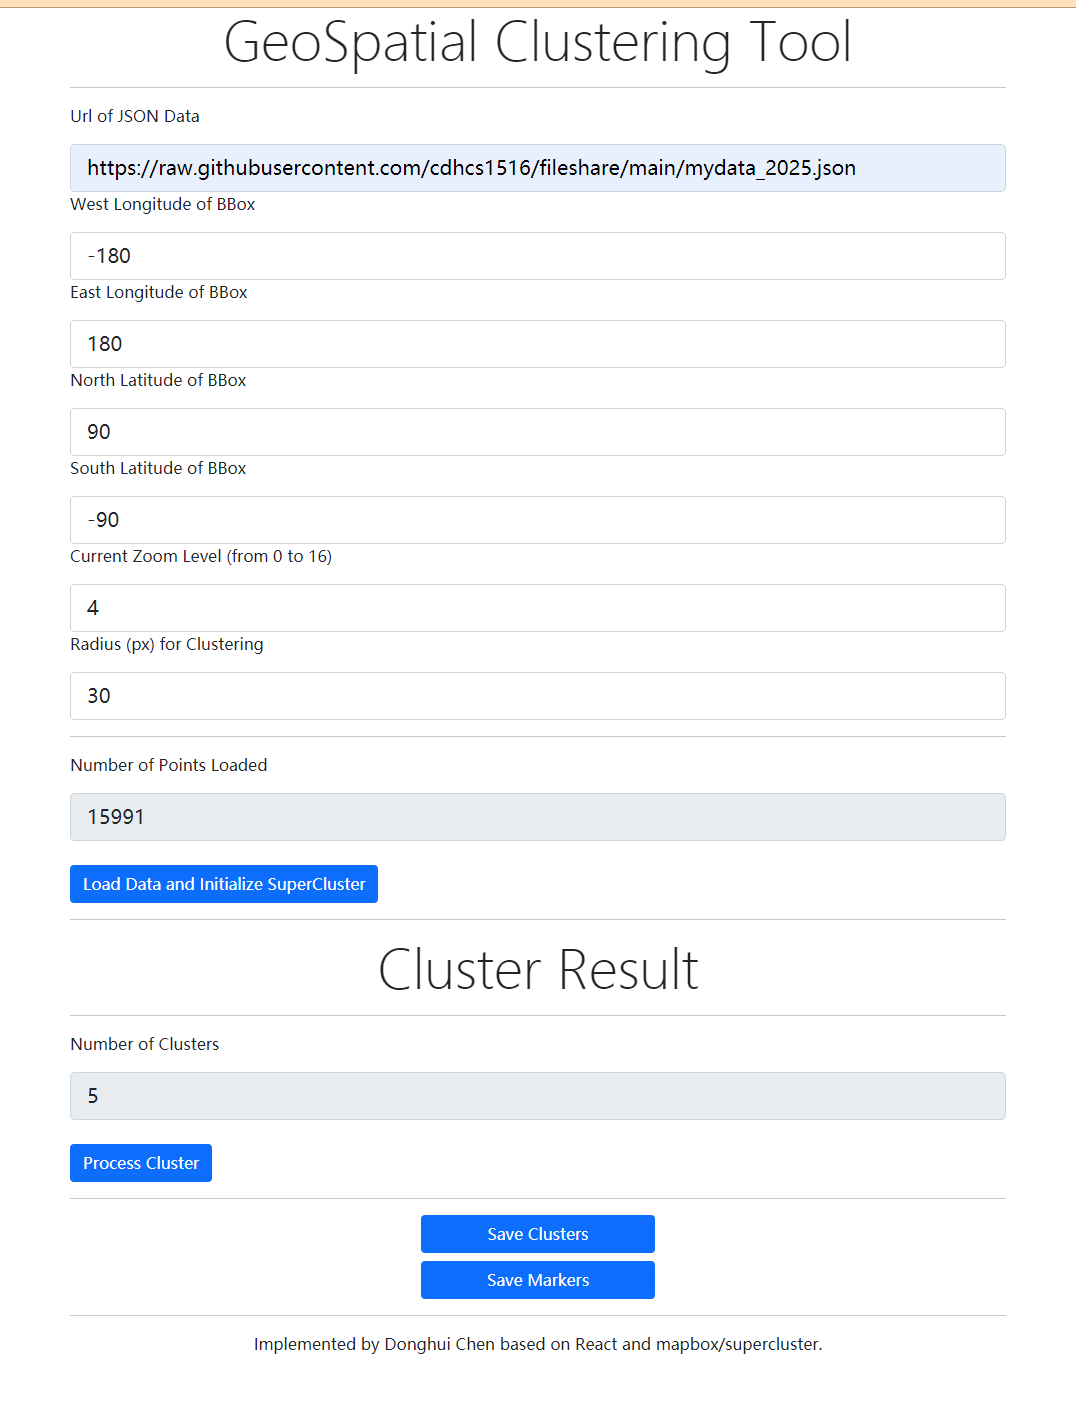 GeoSpatial Clustering Tool
Url of JSON Data
https://raw.githubusercontent.com/cdhcs1516/fileshare/main/mydata_2025.json
West Longitude of BBox
-180
East Longitude of BBox
180
North Latitude of BBox
90
South Latitude of BBox
-90
Current Zoom Level (from 0 to 16)
4
Radius (px) for Clustering
30
Number of Points Loaded
15991
Load Data and Initialize SuperCluster
Cluster Result
Number of Clusters
5
Process Cluster
Save Clusters
Save Markers
Implemented by Donghui Chen based on React and mapbox/supercluster.